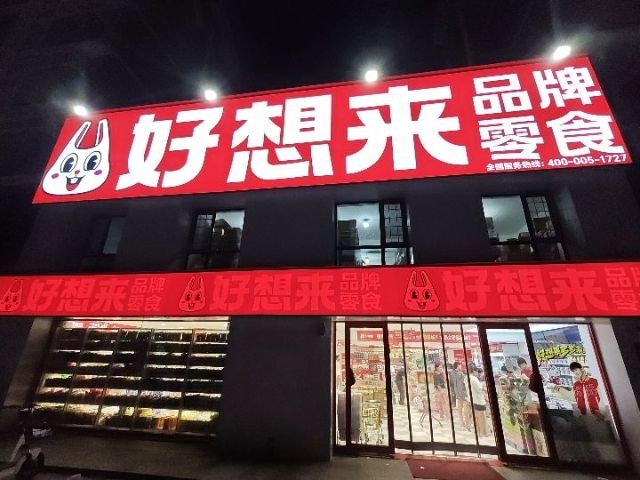 好想来
品牌
零食
全国服务热线：400-005-1727
好想来 品牌
零食
好想来 品牌
零食
好想来 品牌
零食